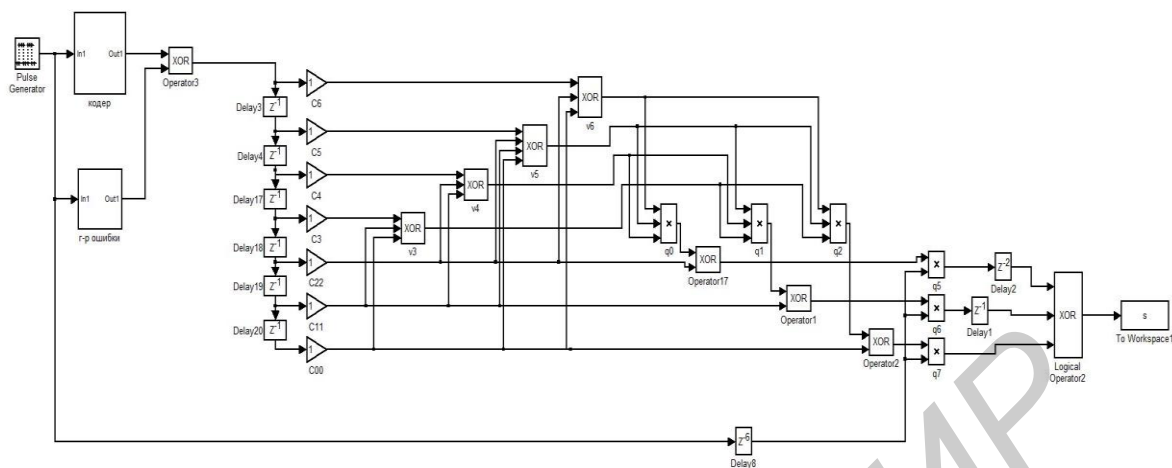 Pulse
Generator
In1
Out1
кодер
XOR
Operator3
In1
Out1
г-р ошибки
Delay3
Z-1
Delay4
Z-1
Delay17
Z-1
Delay18
Z-1
Delay19
Z-1
Delay20
Z-1
1
C6
1
C5
1
C4
1
C3
1
C22
1
C11
1
C00
XOR
v3
XOR
v4
XOR
v5
XOR
v6
×
q0
×
q1
×
q2
XOR
Operator17
XOR
Operator1
XOR
Operator2
×
q5
×
q6
×
q7
Z-2
Delay2
Z-1
Delay1
XOR
Logical
Operator2
s
To Workspace1
Z-6
Delay8